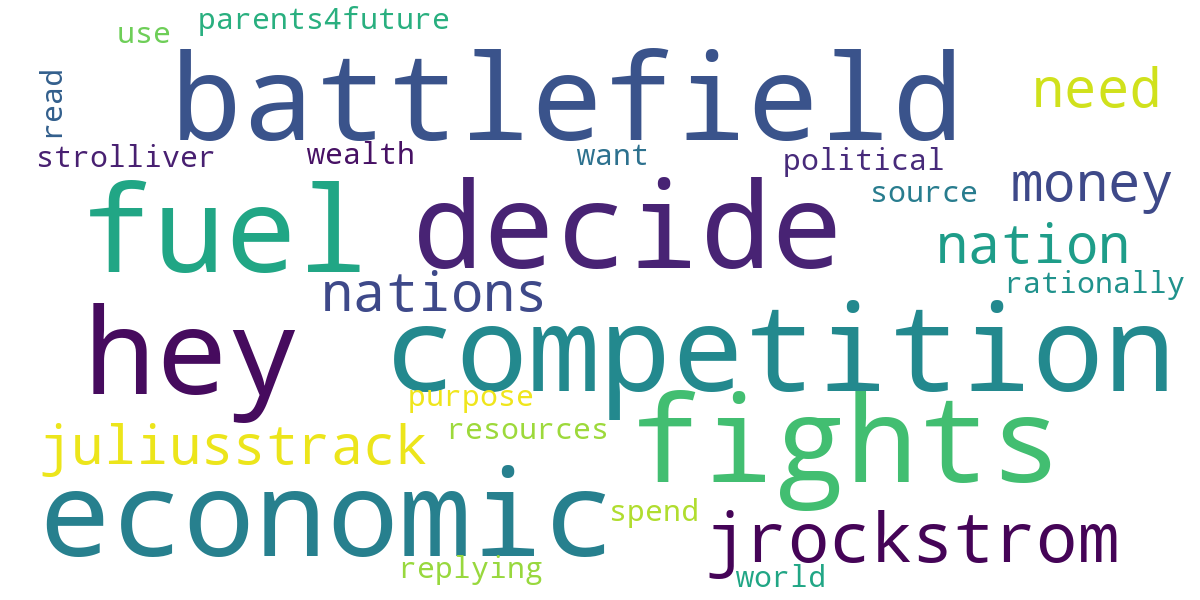 parents4future
use
battlefield
need
read
strolliver
wealth
want
political
money
source
fuel
decide
nation
rationally
nations
hey
competition
purpose
resources
fights
juliusstrack
economic
spend
jrockstrom
replying
world